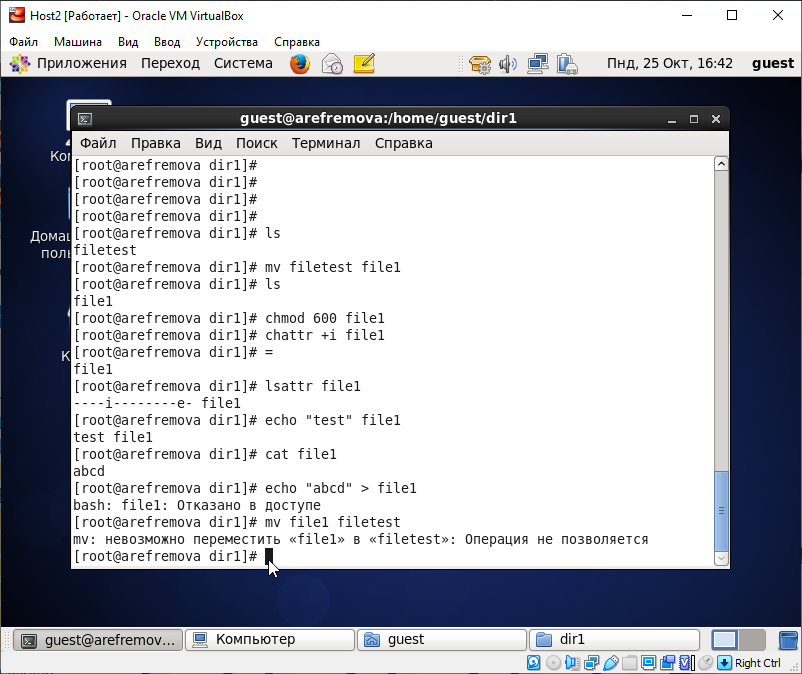 Host2 [Работает] - Oracle VM VirtualBox
Файл Машина Вид Ввод Устройства Справка
Приложения Переход Система Пнд, 25 Окт, 16:42 guest
guest@arefremova:/home/guest/dir1
Файл Правка Вид Поиск Терминал Справка
[root@arefremova dir1]#
[root@arefremova dir1]#
[root@arefremova dir1]#
[root@arefremova dir1]#
[root@arefremova dir1]# ls
filetest
[root@arefremova dir1]# mv filetest file1
[root@arefremova dir1]# ls
file1
[root@arefremova dir1]# chmod 600 file1
[root@arefremova dir1]# chattr +i file1
[root@arefremova dir1]# =
file1
[root@arefremova dir1]# lsattr file1
----i--------e- file1
[root@arefremova dir1]# echo "test" file1
test file1
[root@arefremova dir1]# cat file1
abcd
[root@arefremova dir1]# echo "abcd" > file1
bash: file1: Отказано в доступе
[root@arefremova dir1]# mv file1 filetest
mv: невозможно переместить «file1» в «filetest»: Операция не позволяется
[root@arefremova dir1]#
guest@arefremov... Компьютер guest dir1
Right Ctrl